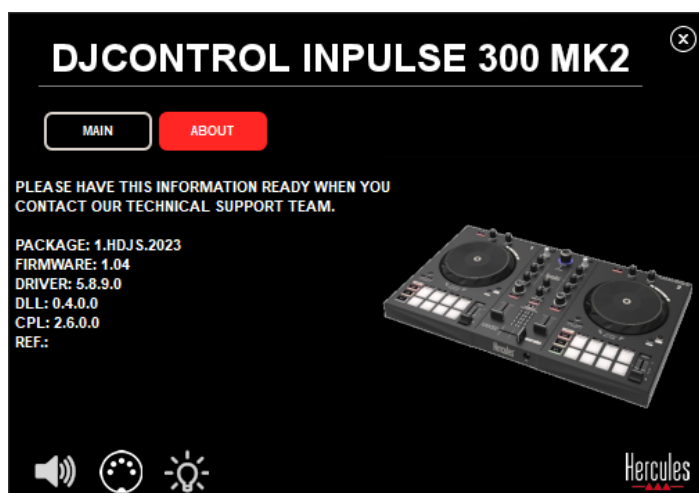 DJCONTROL INPULSE 300 MK2
MAIN
ABOUT
PLEASE HAVE THIS INFORMATION READY WHEN YOU
CONTACT OUR TECHNICAL SUPPORT TEAM.
PACKAGE: 1.HDJS.2023
FIRMWARE: 1.04
DRIVER: 5.8.9.0
DLL: 0.4.0.0
CPL: 2.6.0.0
REF.:
Hercules